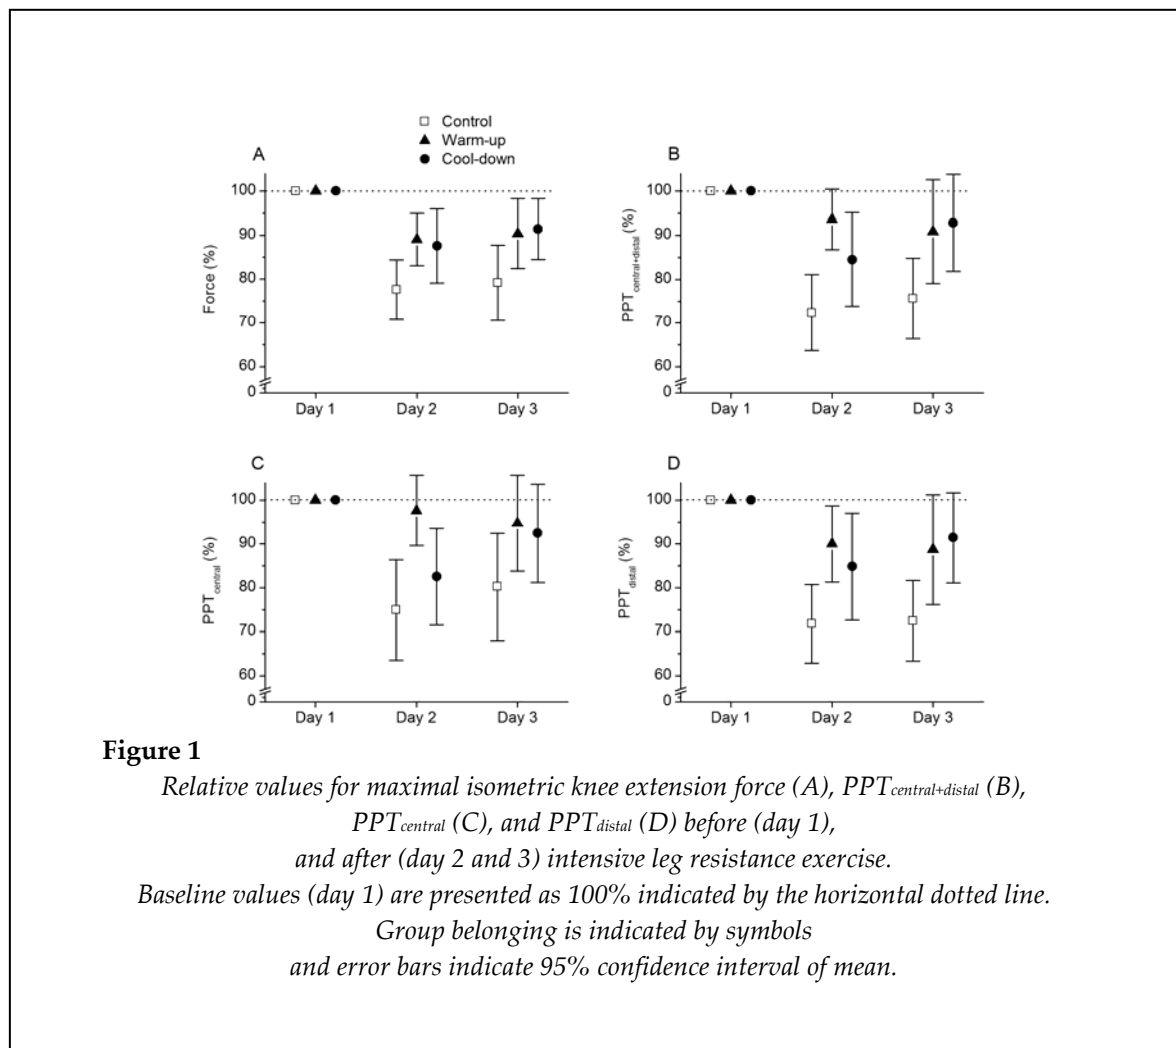 Control
Warm-up
Cool-down
A
100
90
80
70
60
0
Force (%)
Day 1 Day 2 Day 3
B
100
90
80
70
60
0
PPTcentral+distal (%)
Day 1 Day 2 Day 3
C
100
90
80
70
60
0
PPTcentral (%)
Day 1 Day 2 Day 3
D
100
90
80
70
60
0
PPTdistal (%)
Day 1 Day 2 Day 3
Figure 1
Relative values for maximal isometric knee extension force (A), PPTcentral+distal (B),
PPTcentral (C), and PPTdistal (D) before (day 1),
and after (day 2 and 3) intensive leg resistance exercise.
Baseline values (day 1) are presented as 100% indicated by the horizontal dotted line.
Group belonging is indicated by symbols
and error bars indicate 95% confidence interval of mean.